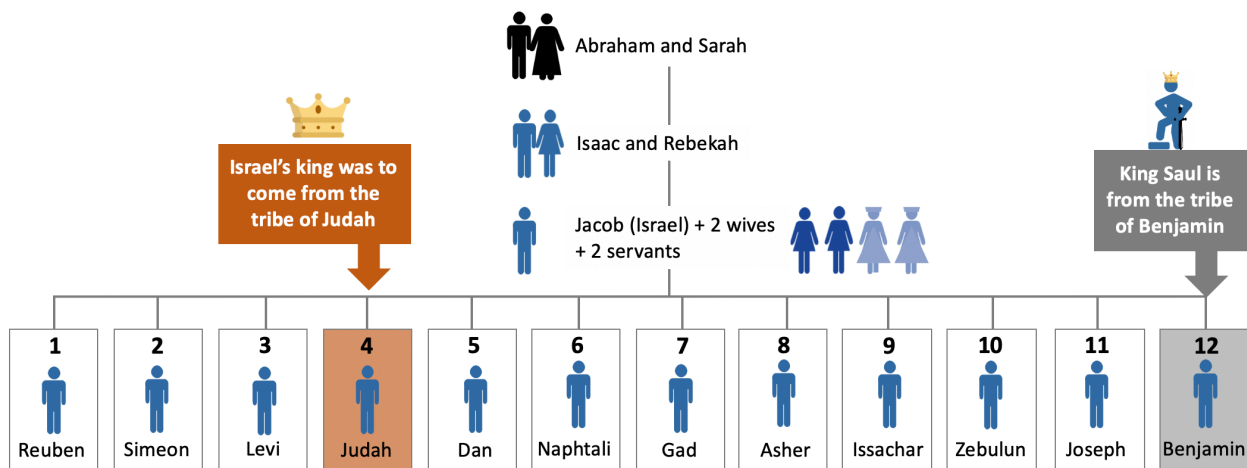 Abraham and Sarah
Isaac and Rebekah
Israel's king was to
come from the
tribe of Judah
King Saul is
from the tribe
of Benjamin
Jacob (Israel) + 2 wives
+ 2 servants
1
2
3
4
5
6
7
8
9
10
11
12
Reuben
Simeon
Levi
Judah
Dan
Naphtali
Gad
Asher
Issachar
Zebulun
Joseph
Benjamin